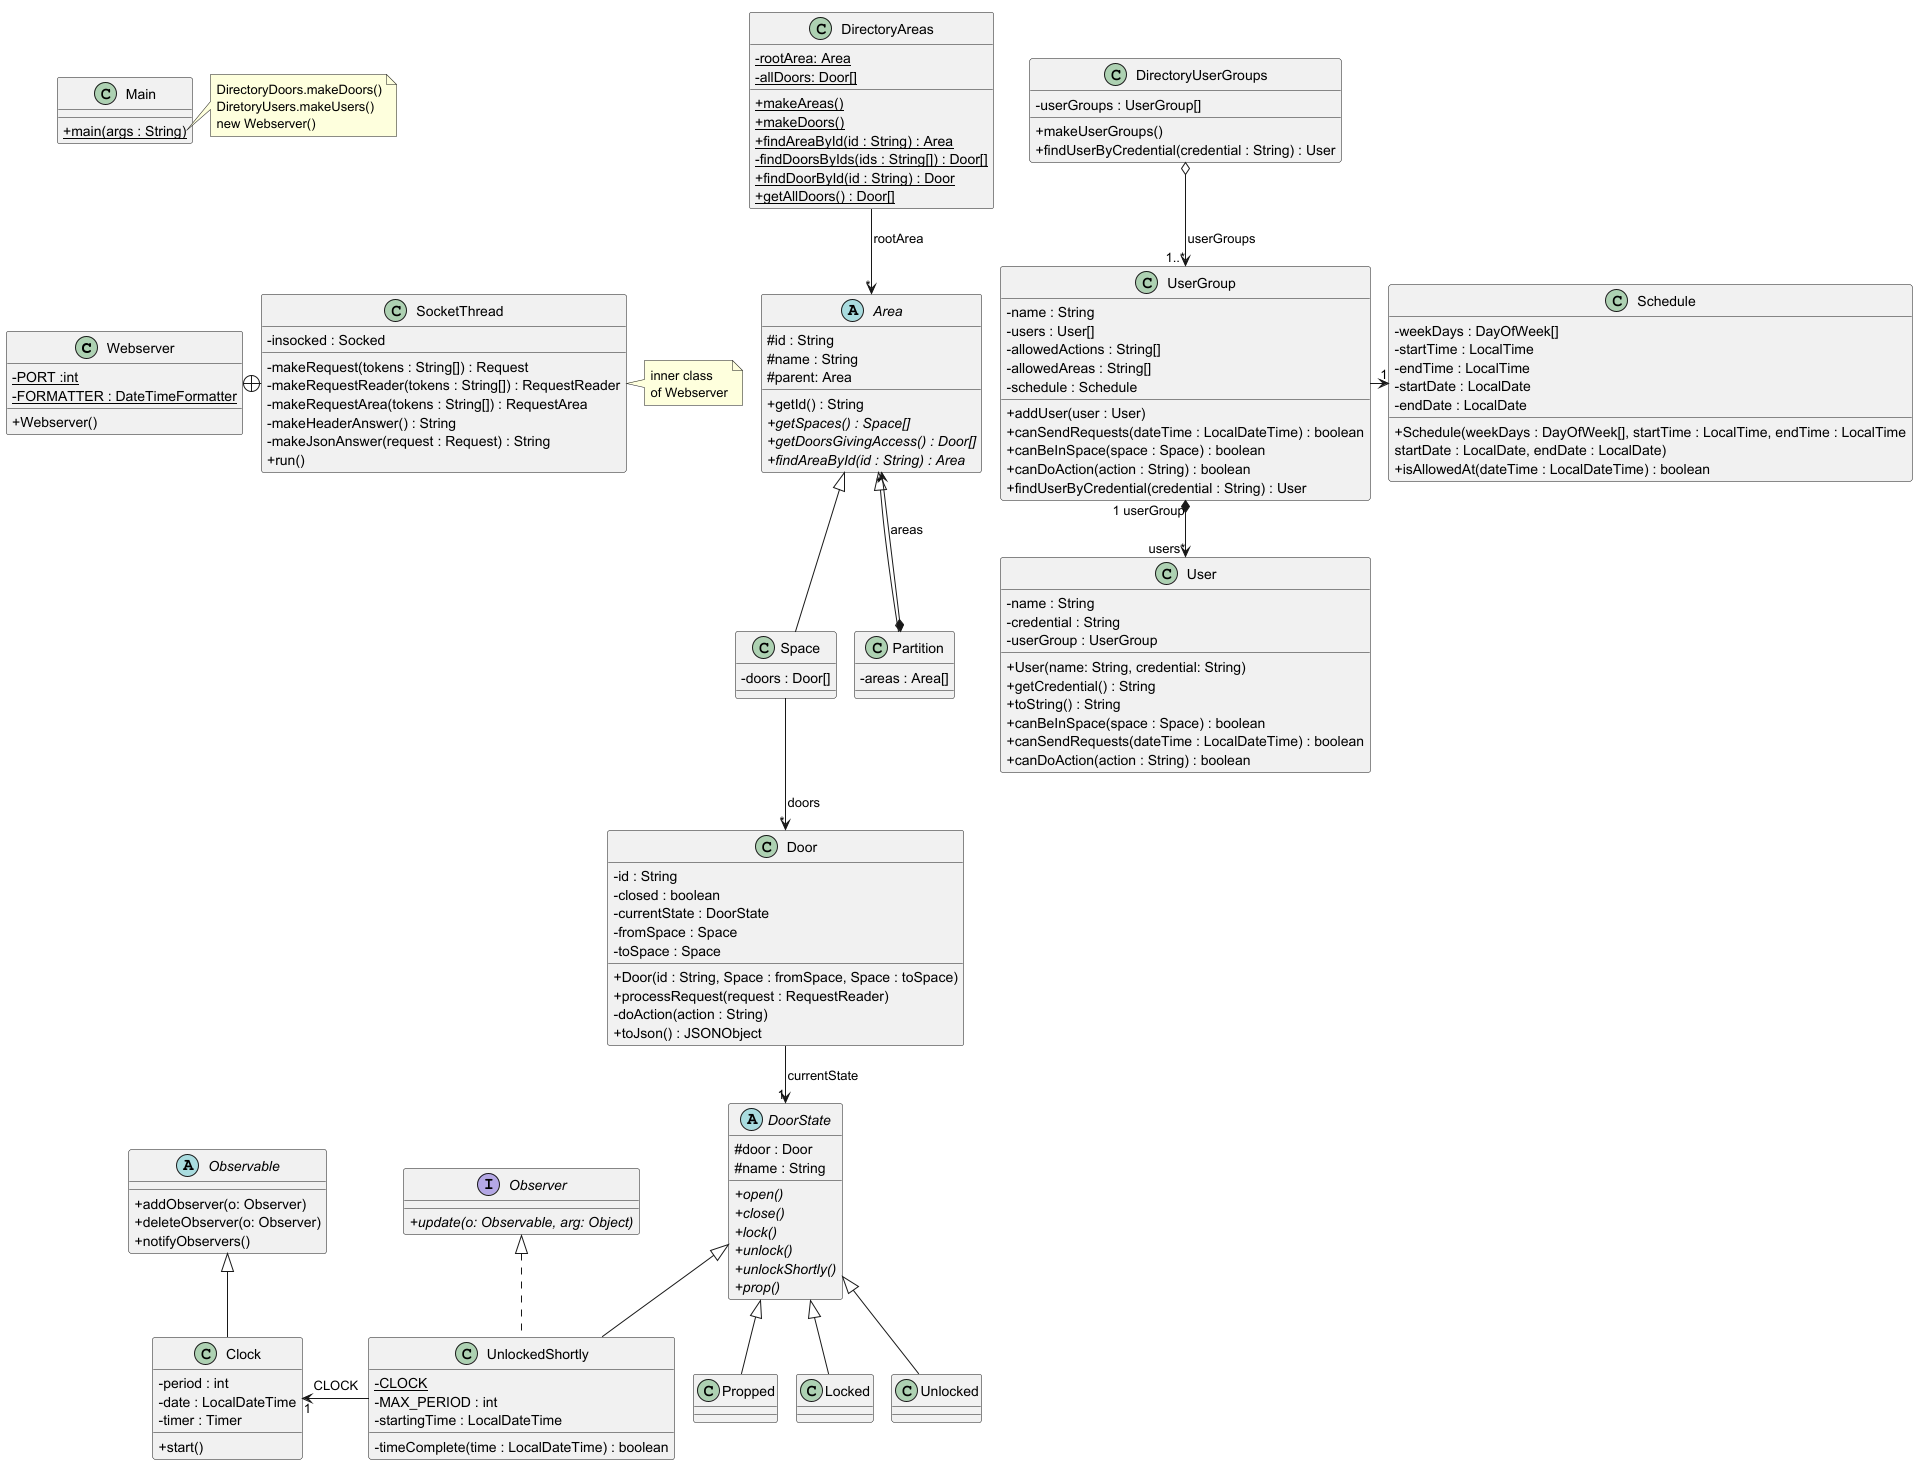 C Main
+main(args : String)
DirectoryDoors.makeDoors()
DiretoryUsers.makeUsers()
new Webserver()
C DirectoryAreas
-rootArea: Area
-allDoors: Door[]
+makeAreas()
+makeDoors()
+findAreaById(id : String) : Area
-findDoorsByIds(ids : String[]) : Door[]
+findDoorById(id : String) : Door
+getAllDoors() : Door[]
C DirectoryUserGroups
-userGroups : UserGroup[]
+makeUserGroups()
+findUserByCredential(credential : String) : User
rootArea
*
userGroups
1..*
C Webserver
-PORT :int
-FORMATTER : DateTimeFormatter
+Webserver()
C SocketThread
-insocked : Socked
-makeRequest(tokens : String[]) : Request
-makeRequestReader(tokens : String[]) : RequestReader
-makeRequestArea(tokens : String[]) : RequestArea
-makeHeaderAnswer() : String
-makeJsonAnswer(request : Request) : String
+run()
inner class
of Webserver
A Area
#id : String
#name : String
#parent: Area
+getId() : String
+getSpaces() : Space[]
+getDoorsGivingAccess() : Door[]
+findAreaById(id : String) : Area
C UserGroup
-name : String
-users : User[]
-allowedActions : String[]
-allowedAreas : String[]
-schedule : Schedule
+addUser(user : User)
+canSendRequests(dateTime : LocalDateTime) : boolean
+canBeInSpace(space : Space) : boolean
+canDoAction(action : String) : boolean
+findUserByCredential(credential : String) : User
1
C Schedule
-weekDays : DayOfWeek[]
-startTime : LocalTime
-endTime : LocalTime
-startDate : LocalDate
-endDate : LocalDate
+Schedule(weekDays : DayOfWeek[], startTime : LocalTime, endTime : LocalTime
startDate : LocalDate, endDate : LocalDate)
+isAllowedAt(dateTime : LocalDateTime) : boolean
areas
*
1 userGroup
users*
C User
-name : String
-credential : String
-userGroup : UserGroup
+User(name: String, credential: String)
+getCredential() : String
+toString() : String
+canBeInSpace(space : Space) : boolean
+canSendRequests(dateTime : LocalDateTime) : boolean
+canDoAction(action : String) : boolean
C Space
-doors : Door[]
C Partition
-areas : Area[]
doors
*
C Door
-id : String
-closed : boolean
-currentState : DoorState
-fromSpace : Space
-toSpace : Space
+Door(id : String, Space : fromSpace, Space : toSpace)
+processRequest(request : RequestReader)
-doAction(action : String)
+toJson() : JSONObject
currentState
1
A DoorState
#door : Door
#name : String
+open()
+close()
+lock()
+unlock()
+unlockShortly()
+prop()
A Observable
+addObserver(o: Observer)
+deleteObserver(o: Observer)
+notifyObservers()
I Observer
+update(o: Observable, arg: Object)
C Clock
-period : int
-date : LocalDateTime
-timer : Timer
+start()
CLOCK
1
C UnlockedShortly
-CLOCK
-MAX_PERIOD : int
-startingTime : LocalDateTime
-timeComplete(time : LocalDateTime) : boolean
C Propped
C Locked
C Unlocked